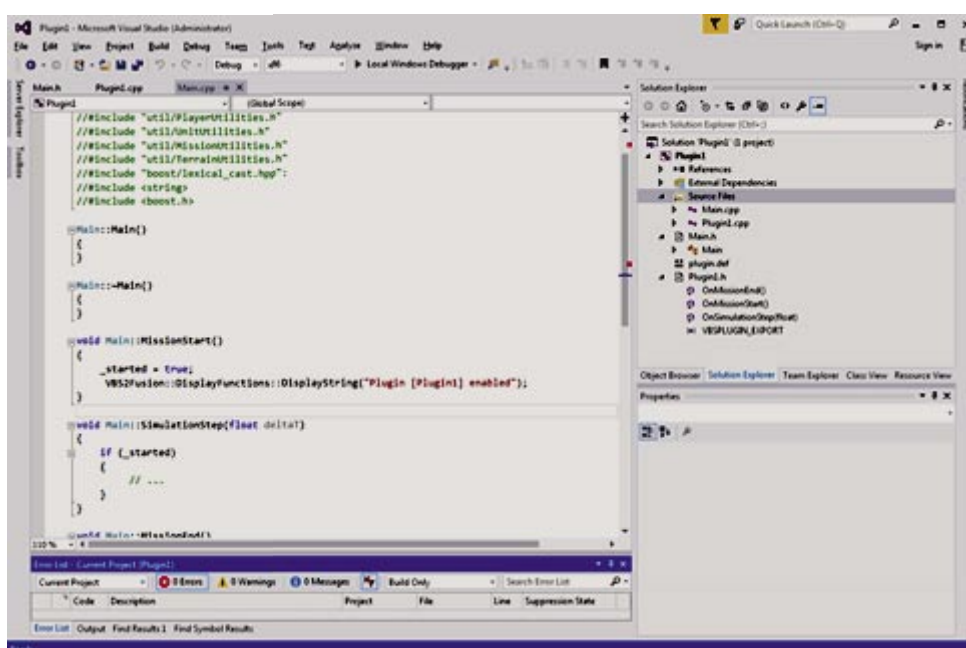 Plugin1 - Microsoft Visual Studio (Administrator)
Quick Launch (Ctrl+Q)
File Edit View Project Build Debug Team Tools Test Analyze Window Help
Sign in
Debug x86 Local Windows Debugger
Server Explorer
Toolbox
Main.h Plugin1.cpp Main.cpp
Plugin1 (Global Scope)
//#include "util/PlayerUtilities.h"
//#include "util/UnitUtilities.h"
//#include "util/MissionUtilities.h"
//#include "util/TerrainUtilities.h"
//#include "boost/lexical_cast.hpp":
//#include <string>
//#include <boost.h>
Main::Main()
{
}
Main::~Main()
{
}
void Main::MissionStart()
{
_started = true;
VBS2Fusion::DisplayFunctions::DisplayString("Plugin [Plugin1] enabled");
}
void Main::SimulationStep(float deltaT)
{
if (_started)
{
// ...
}
}
void Main::MissionEnd()
110 %
Error List - Current Project (Plugin1)
Current Project 0 Errors 0 Warnings 0 Messages Build Only Search Error List
Code Description Project File Line Suppression State
Error List Output Find Results 1 Find Symbol Results
Solution Explorer
Search Solution Explorer (Ctrl+;)
Solution 'Plugin1' (1 project)
Plugin1
References
External Dependencies
Source Files
Main.cpp
Plugin1.cpp
Main.h
Main
plugin.def
Plugin1.h
OnMissionEnd()
OnMissionStart()
OnSimulationStep(float)
VBSPLUGIN_EXPORT
Object Browser Solution Explorer Team Explorer Class View Resource View
Properties